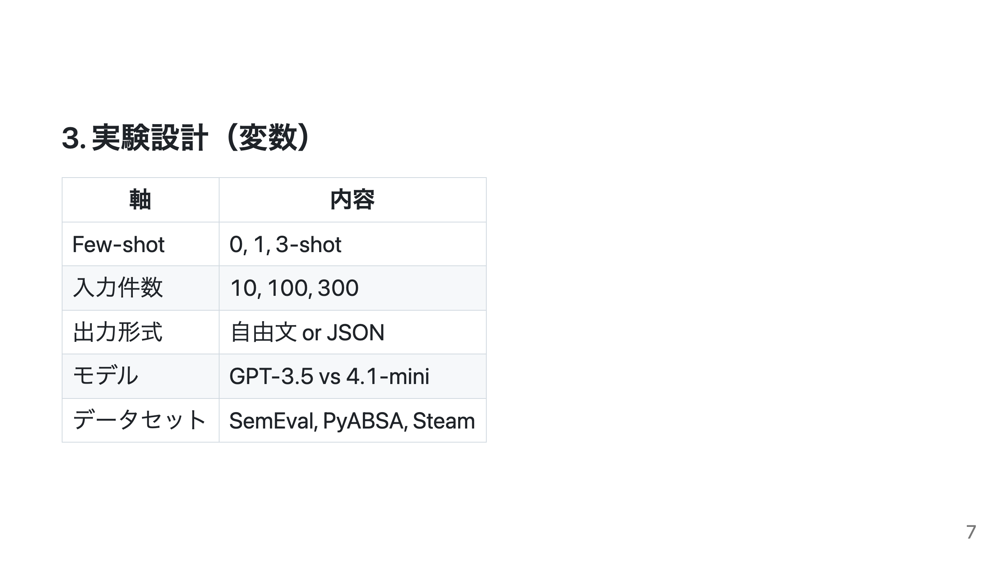 3. 実験設計（変数）
軸 内容
Few-shot 0, 1, 3-shot
入力件数 10, 100, 300
出力形式 自由文 or JSON
モデル GPT-3.5 vs 4.1-mini
データセット SemEval, PyABSA, Steam
7